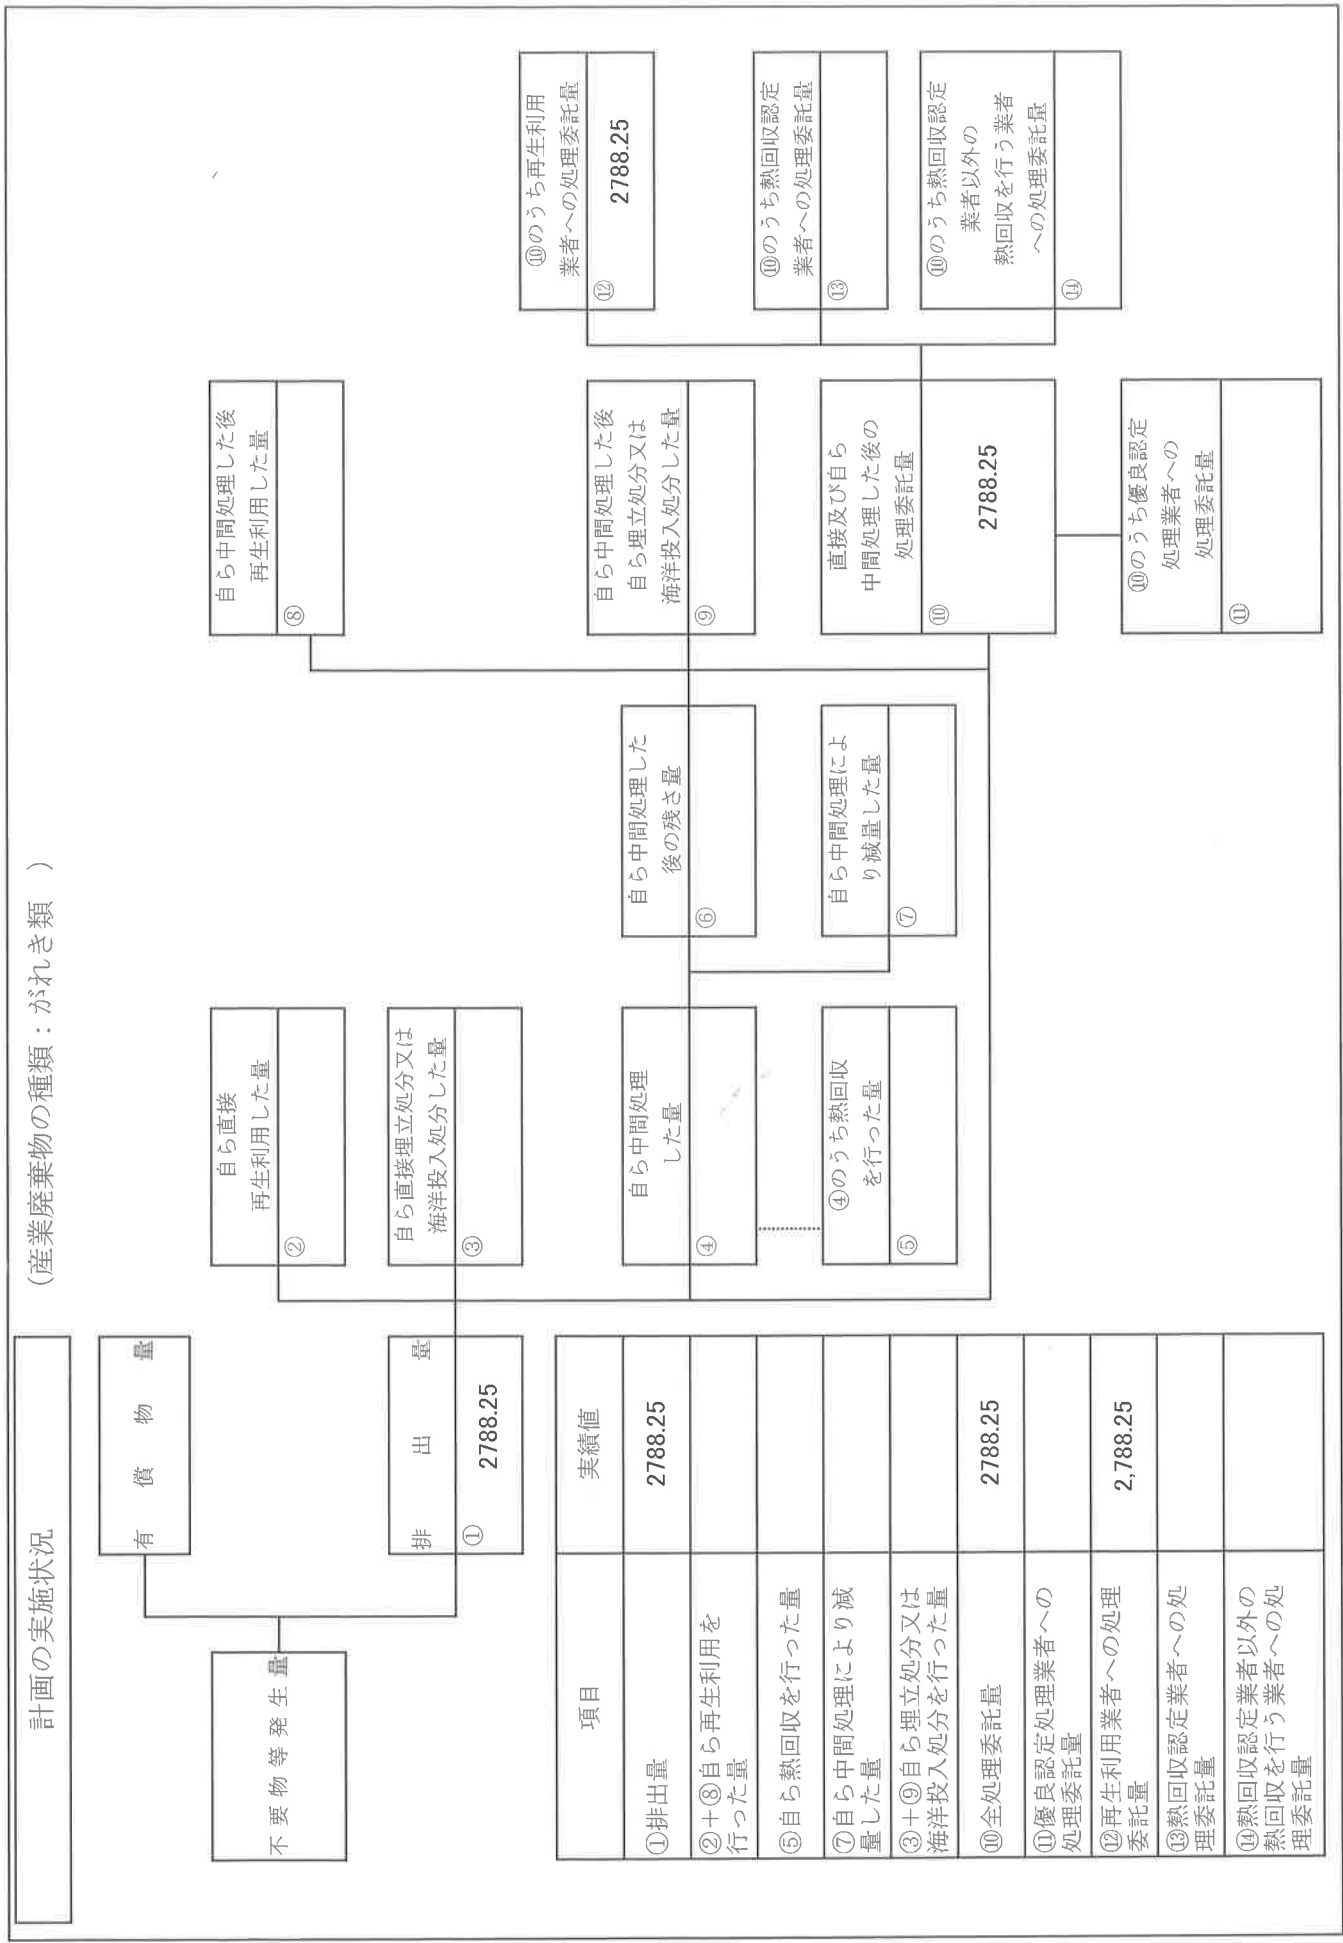 計画の実施状況
(産業廃棄物の種類：がれき類　)
有償物量
不要物等発生量
排出量
①
2788.25
自ら直接
再生利用した量
②
自ら直接埋立処分又は
海洋投入処分した量
③
自ら中間処理
した量
④
④のうち熱回収
を行った量
⑤
自ら中間処理した
後の残さ量
⑥
自ら中間処理によ
り減量した量
⑦
自ら中間処理した後
再生利用した量
⑧
自ら中間処理した後
自ら埋立処分又は
海洋投入処分した量
⑨
直接及び自ら
中間処理した後の
処理委託量
⑩
2788.25
⑩のうち優良認定
処理業者への
処理委託量
⑪
⑩のうち再生利用
業者への処理委託量
⑫
2788.25
⑩のうち熱回収認定
業者への処理委託量
⑬
⑩のうち熱回収認定
業者以外の
熱回収を行う業者
への処理委託量
⑭
項目
実績値
①排出量
2788.25
②＋⑧自ら再生利用を
行った量
⑤自ら熱回収を行った量
⑦自ら中間処理により減
量した量
③＋⑨自ら埋立処分又は
海洋投入処分を行った量
⑩全処理委託量
2788.25
⑪優良認定処理業者への
処理委託量
⑫再生利用業者への処理
委託量
2,788.25
⑬熱回収認定業者への処
理委託量
⑭熱回収認定業者以外の
熱回収を行う業者への処
理委託量